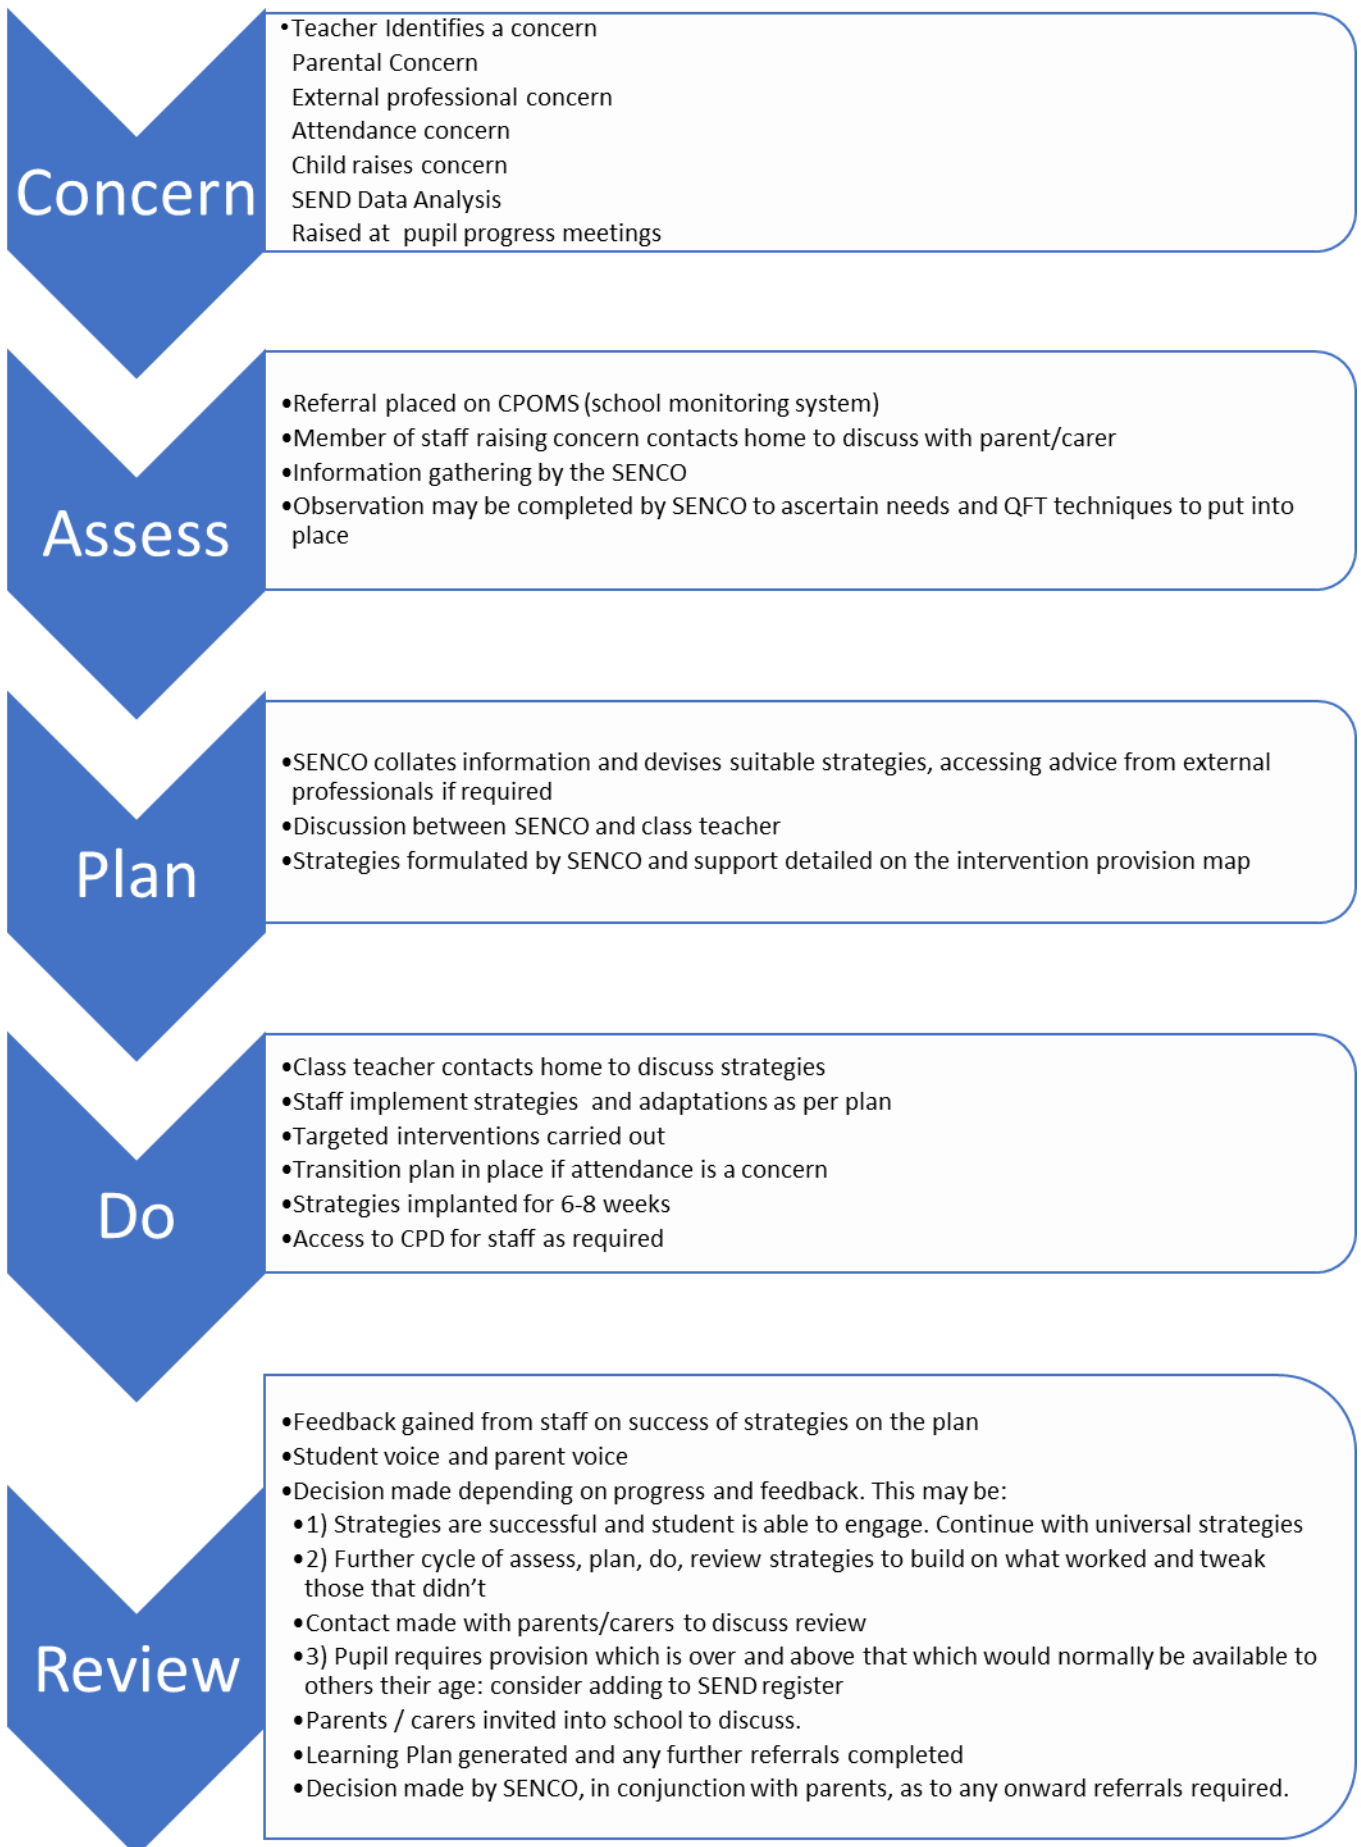 Concern
•Teacher Identifies a concern
Parental Concern
External professional concern
Attendance concern
Child raises concern
SEND Data Analysis
Raised at  pupil progress meetings
Assess
•Referral placed on CPOMS (school monitoring system)
•Member of staff raising concern contacts home to discuss with parent/carer
•Information gathering by the SENCO
•Observation may be completed by SENCO to ascertain needs and QFT techniques to put into
place
Plan
•SENCO collates information and devises suitable strategies, accessing advice from external
professionals if required
•Discussion between SENCO and class teacher
•Strategies formulated by SENCO and support detailed on the intervention provision map
Do
•Class teacher contacts home to discuss strategies
•Staff implement strategies  and adaptations as per plan
•Targeted interventions carried out
•Transition plan in place if attendance is a concern
•Strategies implanted for 6-8 weeks
•Access to CPD for staff as required
Review
•Feedback gained from staff on success of strategies on the plan
•Student voice and parent voice
•Decision made depending on progress and feedback. This may be:
•1) Strategies are successful and student is able to engage. Continue with universal strategies
•2) Further cycle of assess, plan, do, review strategies to build on what worked and tweak
those that didn't
•Contact made with parents/carers  to discuss review
•3) Pupil requires provision which is over and above that which would normally be available to
others their age: consider adding to SEND register
•Parents / carers invited into school to discuss.
•Learning Plan generated and any further referrals completed
•Decision made by SENCO, in conjunction with parents, as to any onward referrals required.